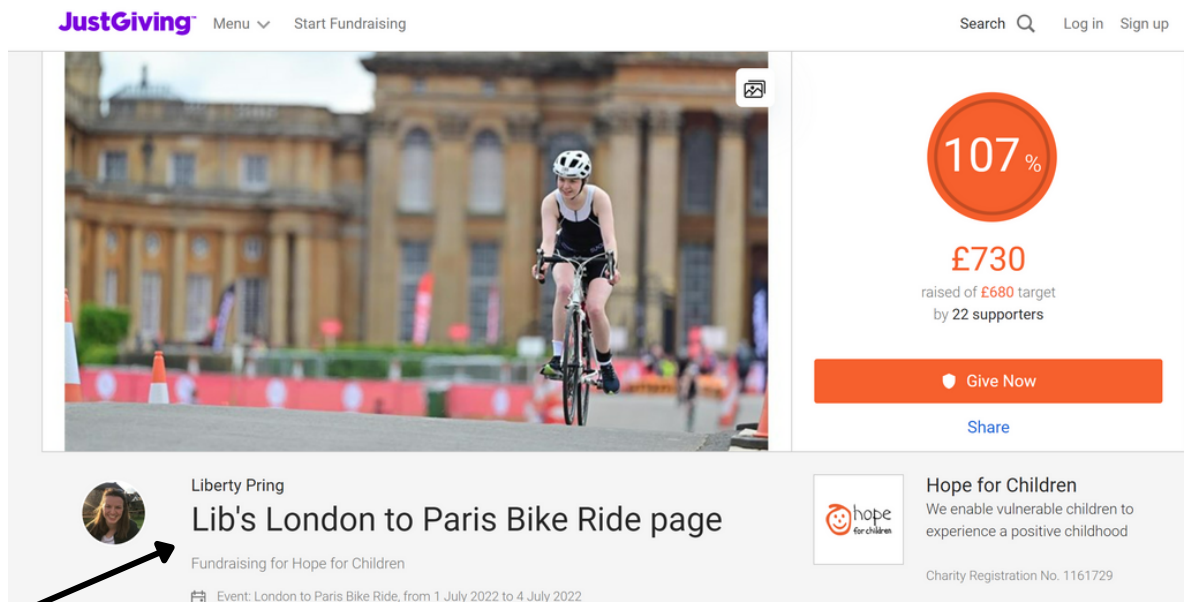 JustGiving Menu Start Fundraising Search Log in Sign up
107 %
£730
raised of £680 target
by 22 supporters
Give Now
Share
Liberty Pring
Lib's London to Paris Bike Ride page
Fundraising for Hope for Children
Event: London to Paris Bike Ride, from 1 July 2022 to 4 July 2022
hope
for children
Hope for Children
We enable vulnerable children to
experience a positive childhood
Charity Registration No. 1161729